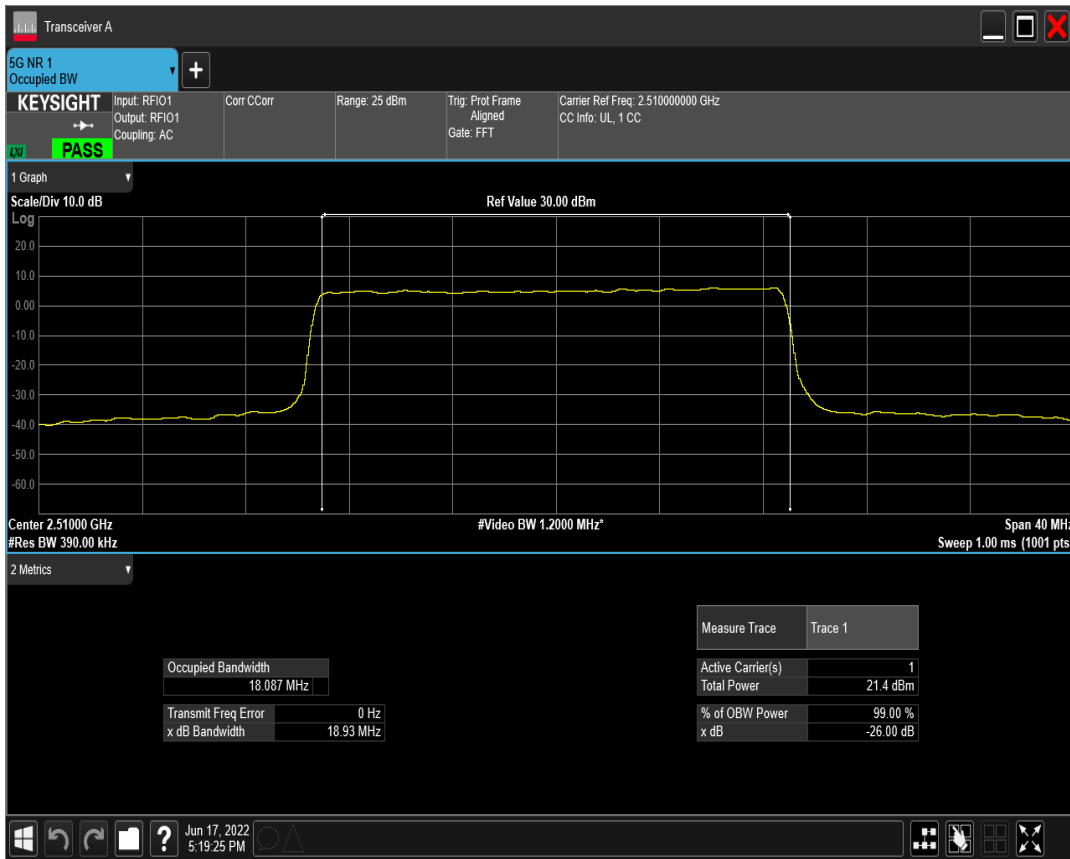 Transceiver A
5G NR 1
Occupied BW
+
KEYSIGHT
LXI
PASS
Input: RFIO1
Output: RFIO1
Coupling: AC
Corr CCorr
Range: 25 dBm
Trig: Prot Frame
Aligned
Gate: FFT
Carrier Ref Freq: 2.510000000 GHz
CC Info: UL, 1 CC
1 Graph
Scale/Div 10.0 dB
Ref Value 30.00 dBm
Log
20.0
10.0
0.00
-10.0
-20.0
-30.0
-40.0
-50.0
-60.0
Center 2.51000 GHz
#Video BW 1.2000 MHz*
Span 40 MHz
#Res BW 390.00 kHz
Sweep 1.00 ms (1001 pts
2 Metrics
Measure Trace Trace 1
Occupied Bandwidth
18.087 MHz
Active Carrier(s) 1
Total Power 21.4 dBm
Transmit Freq Error 0 Hz
x dB Bandwidth 18.93 MHz
% of OBW Power 99.00 %
x dB -26.00 dB
?
Jun 17, 2022
5:19:25 PM